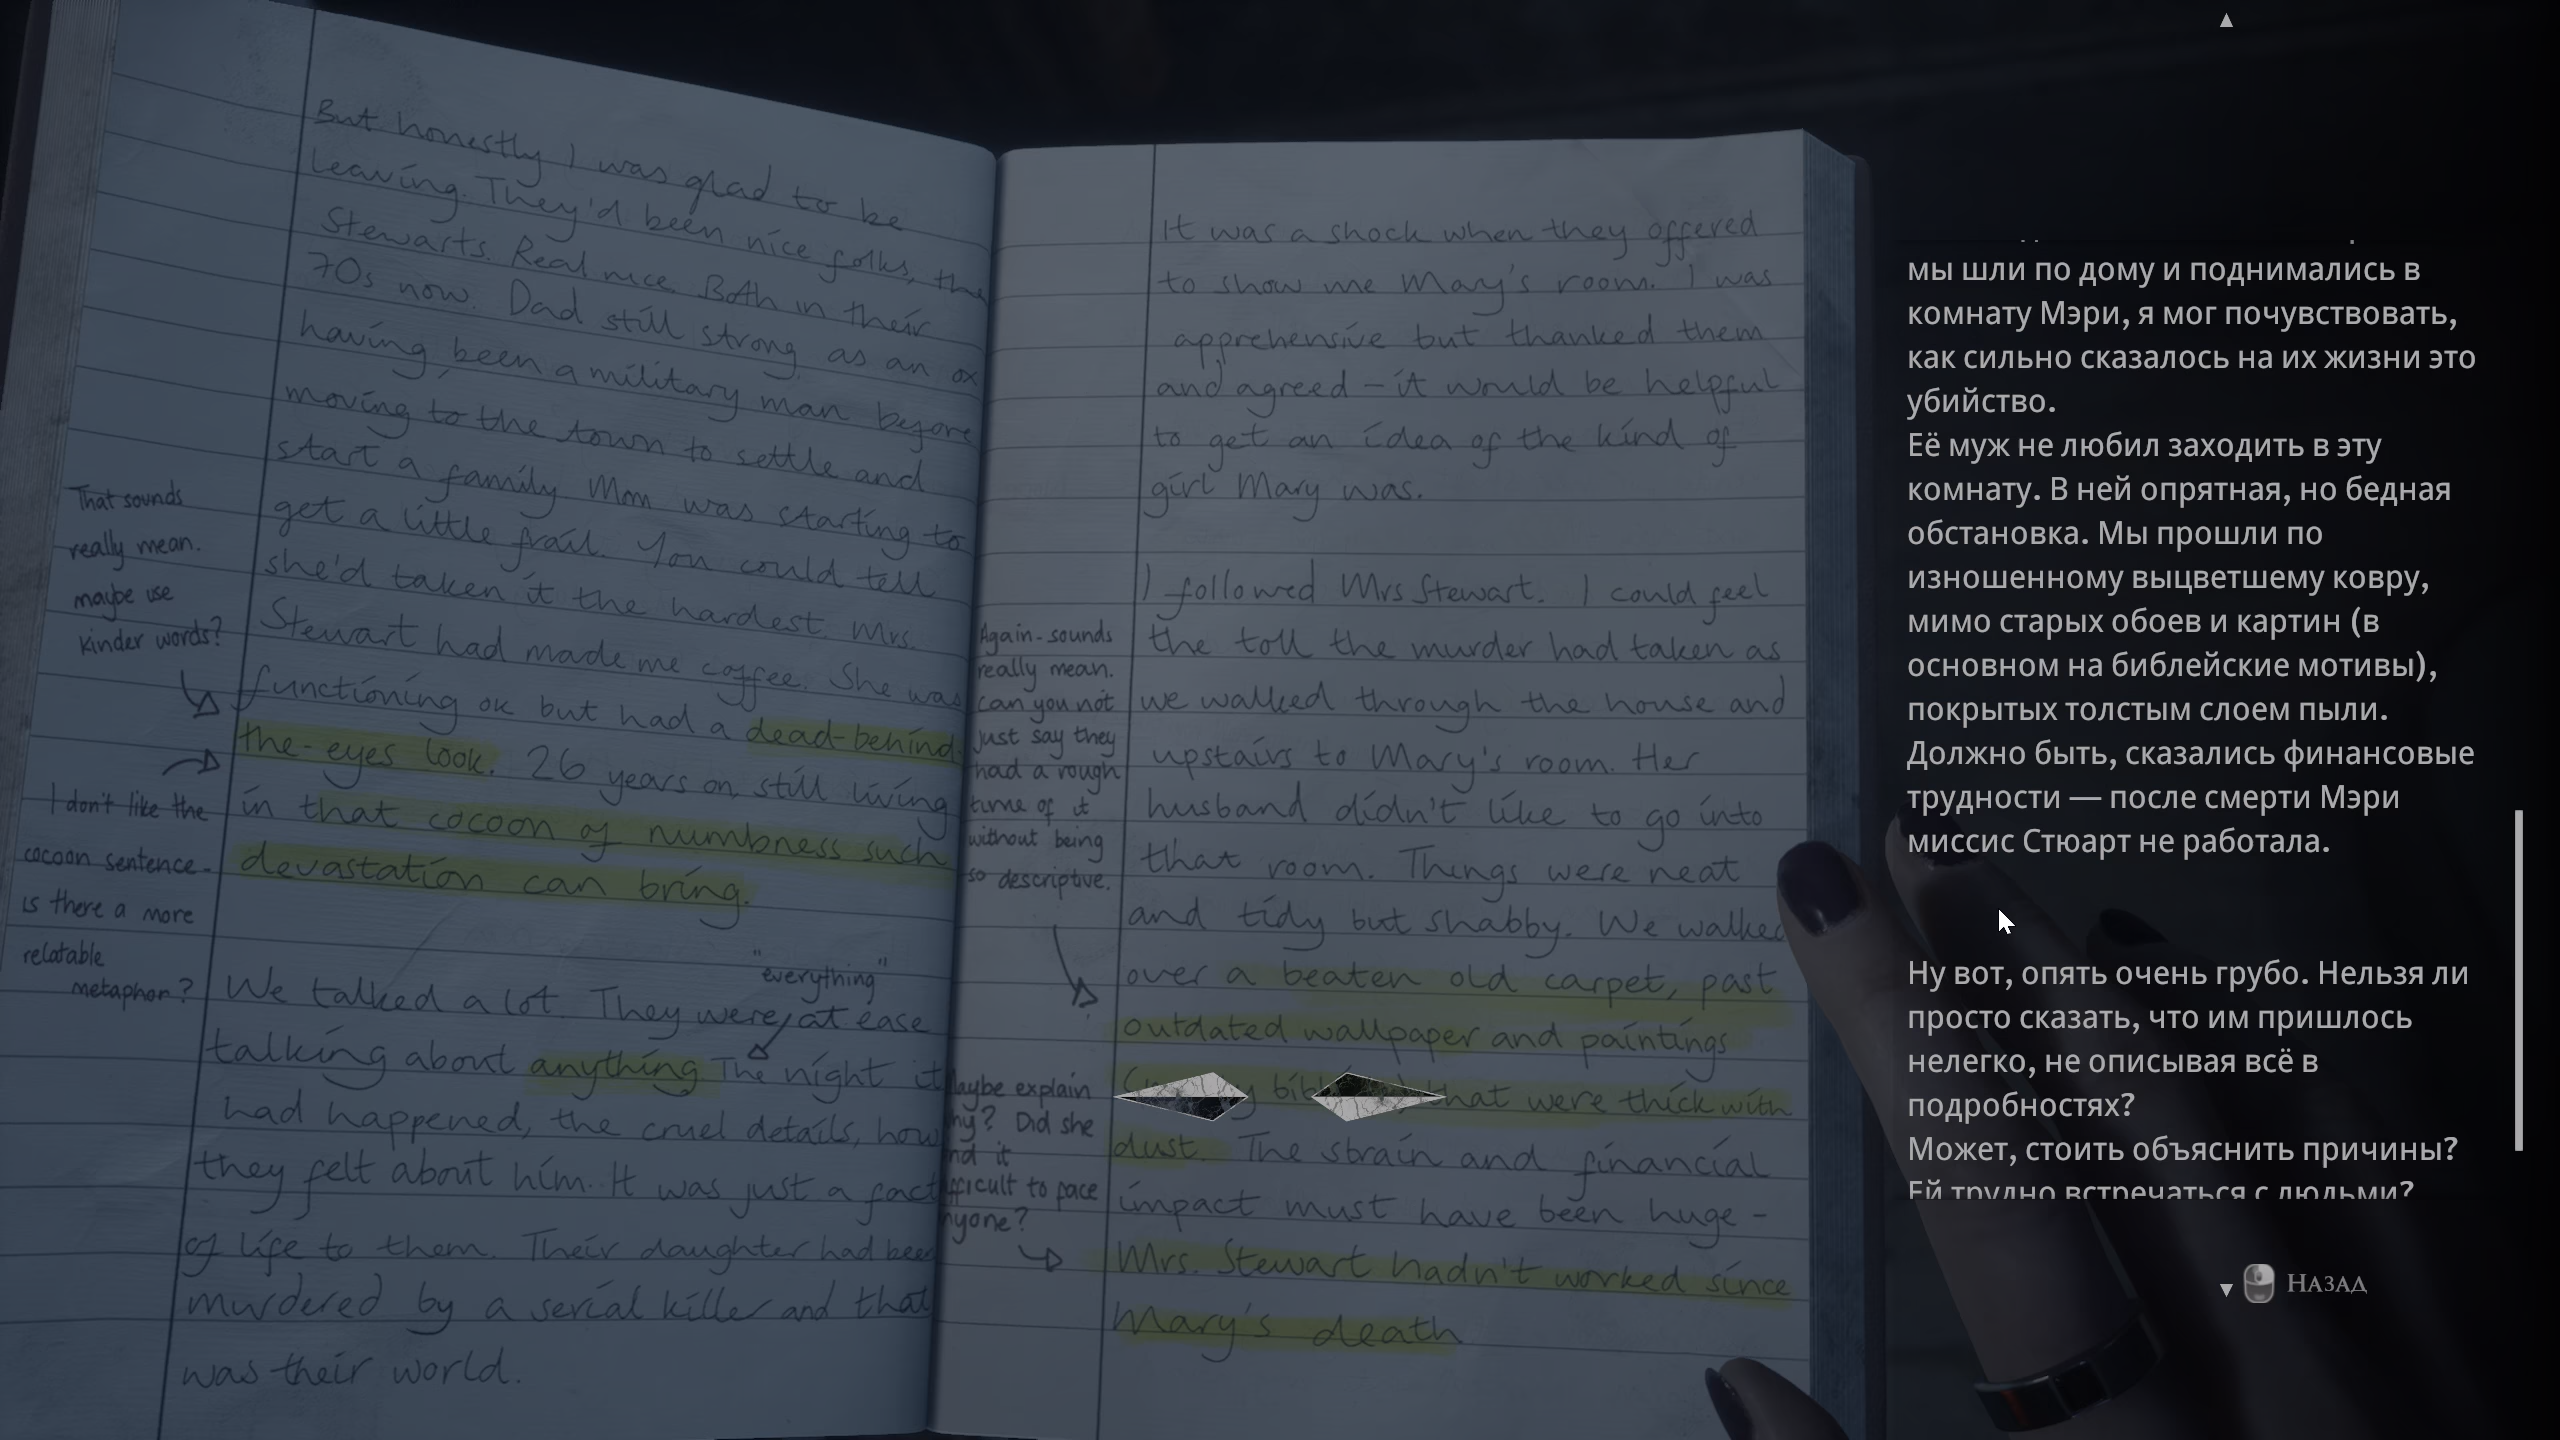 But honestly I was glad to be
leaving. They'd been nice folks, the
Stewarts. Real nice. Both in their
70s now. Dad still strong as an ox
having been a military man before
moving to the town to settle and
start a family Mom was starting to
get a little frail. You could tell
she'd taken it the hardest. Mrs.
Stewart had made me coffee. She was
functioning ok but had a dead-behind-
the-eyes look. 26 years on, still living
in that cocoon of numbness such
devastation can bring.
We talked a lot. They were at ease
talking about anything. The night it
had happened, the cruel details, how
they felt about him. It was just a fact
of life to them. Their daughter had been
murdered by a serial killer and that
was their world.
That sounds
really mean.
maybe use
kinder words?
I don't like the
cocoon sentence-
is there a more
relatable
metaphor?
"everything"
It was a shock when they offered
to show me Mary's room. I was
apprehensive but thanked them
and agreed - it would be helpful
to get an idea of the kind of
girl Mary was.
I followed Mrs Stewart. I could feel
the toll the murder had taken as
we walked through the house and
upstairs to Mary's room. Her
husband didn't like to go into
that room. Things were neat
and tidy but shabby. We walked
over a beaten old carpet, past
outdated wallpaper and paintings
that were thick with
dust. The strain and financial
impact must have been huge -
Mrs. Stewart hadn't worked since
Mary's death
Again-sounds
really mean.
can you not
just say they
had a rough
time of it
without being
so descriptive.
Maybe explain
Did she
it
to face
anyone?
▲
мы шли по дому и поднимались в
комнату Мэри, я мог почувствовать,
как сильно сказалось на их жизни это
убийство.
Её муж не любил заходить в эту
комнату. В ней опрятная, но бедная
обстановка. Мы прошли по
изношенному выцветшему ковру,
мимо старых обоев и картин (в
основном на библейские мотивы),
покрытых толстым слоем пыли.
Должно быть, сказались финансовые
трудности — после смерти Мэри
миссис Стюарт не работала.
Ну вот, опять очень грубо. Нельзя ли
просто сказать, что им пришлось
нелегко, не описывая всё в
подробностях?
Может, стоить объяснить причины?
Ей трудно встречаться с людьми?
▼ Назад